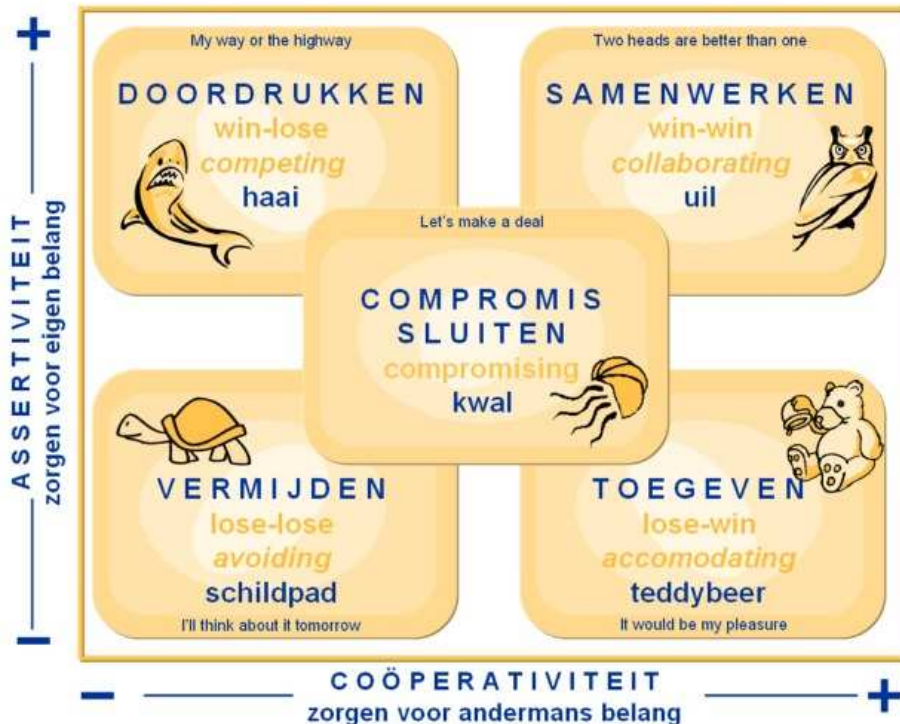 +
ASSERTIVITEIT
zorgen voor eigen belang
–
My way or the highway
DOORDRUKKEN
win-lose
competing
haai
Two heads are better than one
SAMENWERKEN
win-win
collaborating
uil
Let's make a deal
COMPROMIS
SLUITEN
compromising
kwal
VERMIJDEN
lose-lose
avoiding
schildpad
I'll think about it tomorrow
TOEGEVEN
lose-win
accomodating
teddybeer
It would be my pleasure
– COÖPERATIVITEIT +
zorgen voor andermans belang